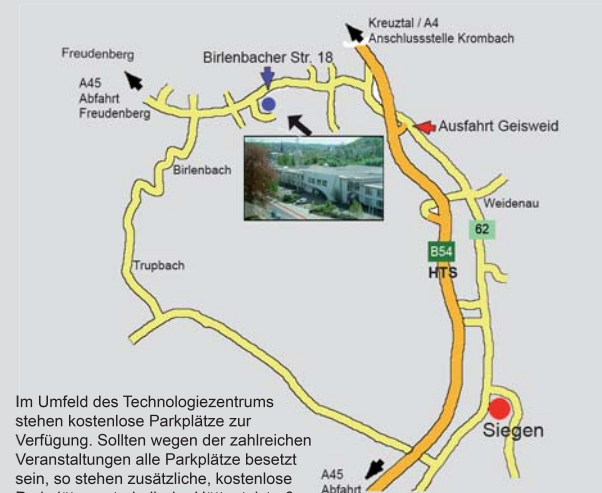 Kreuztal / A4
Anschlussstelle Krombach
Freudenberg
Birlenbacher Str. 18
A45
Abfahrt
Freudenberg
Ausfahrt Geisweid
Birlenbach
Weidenau
62
B54
HTS
Trupbach
Im Umfeld des Technologiezentrums
stehen kostenlose Parkplätze zur
Verfügung. Sollten wegen der zahlreichen
Veranstaltungen alle Parkplätze besetzt
sein, so stehen zusätzliche, kostenlose
Siegen
A45
Abfahrt